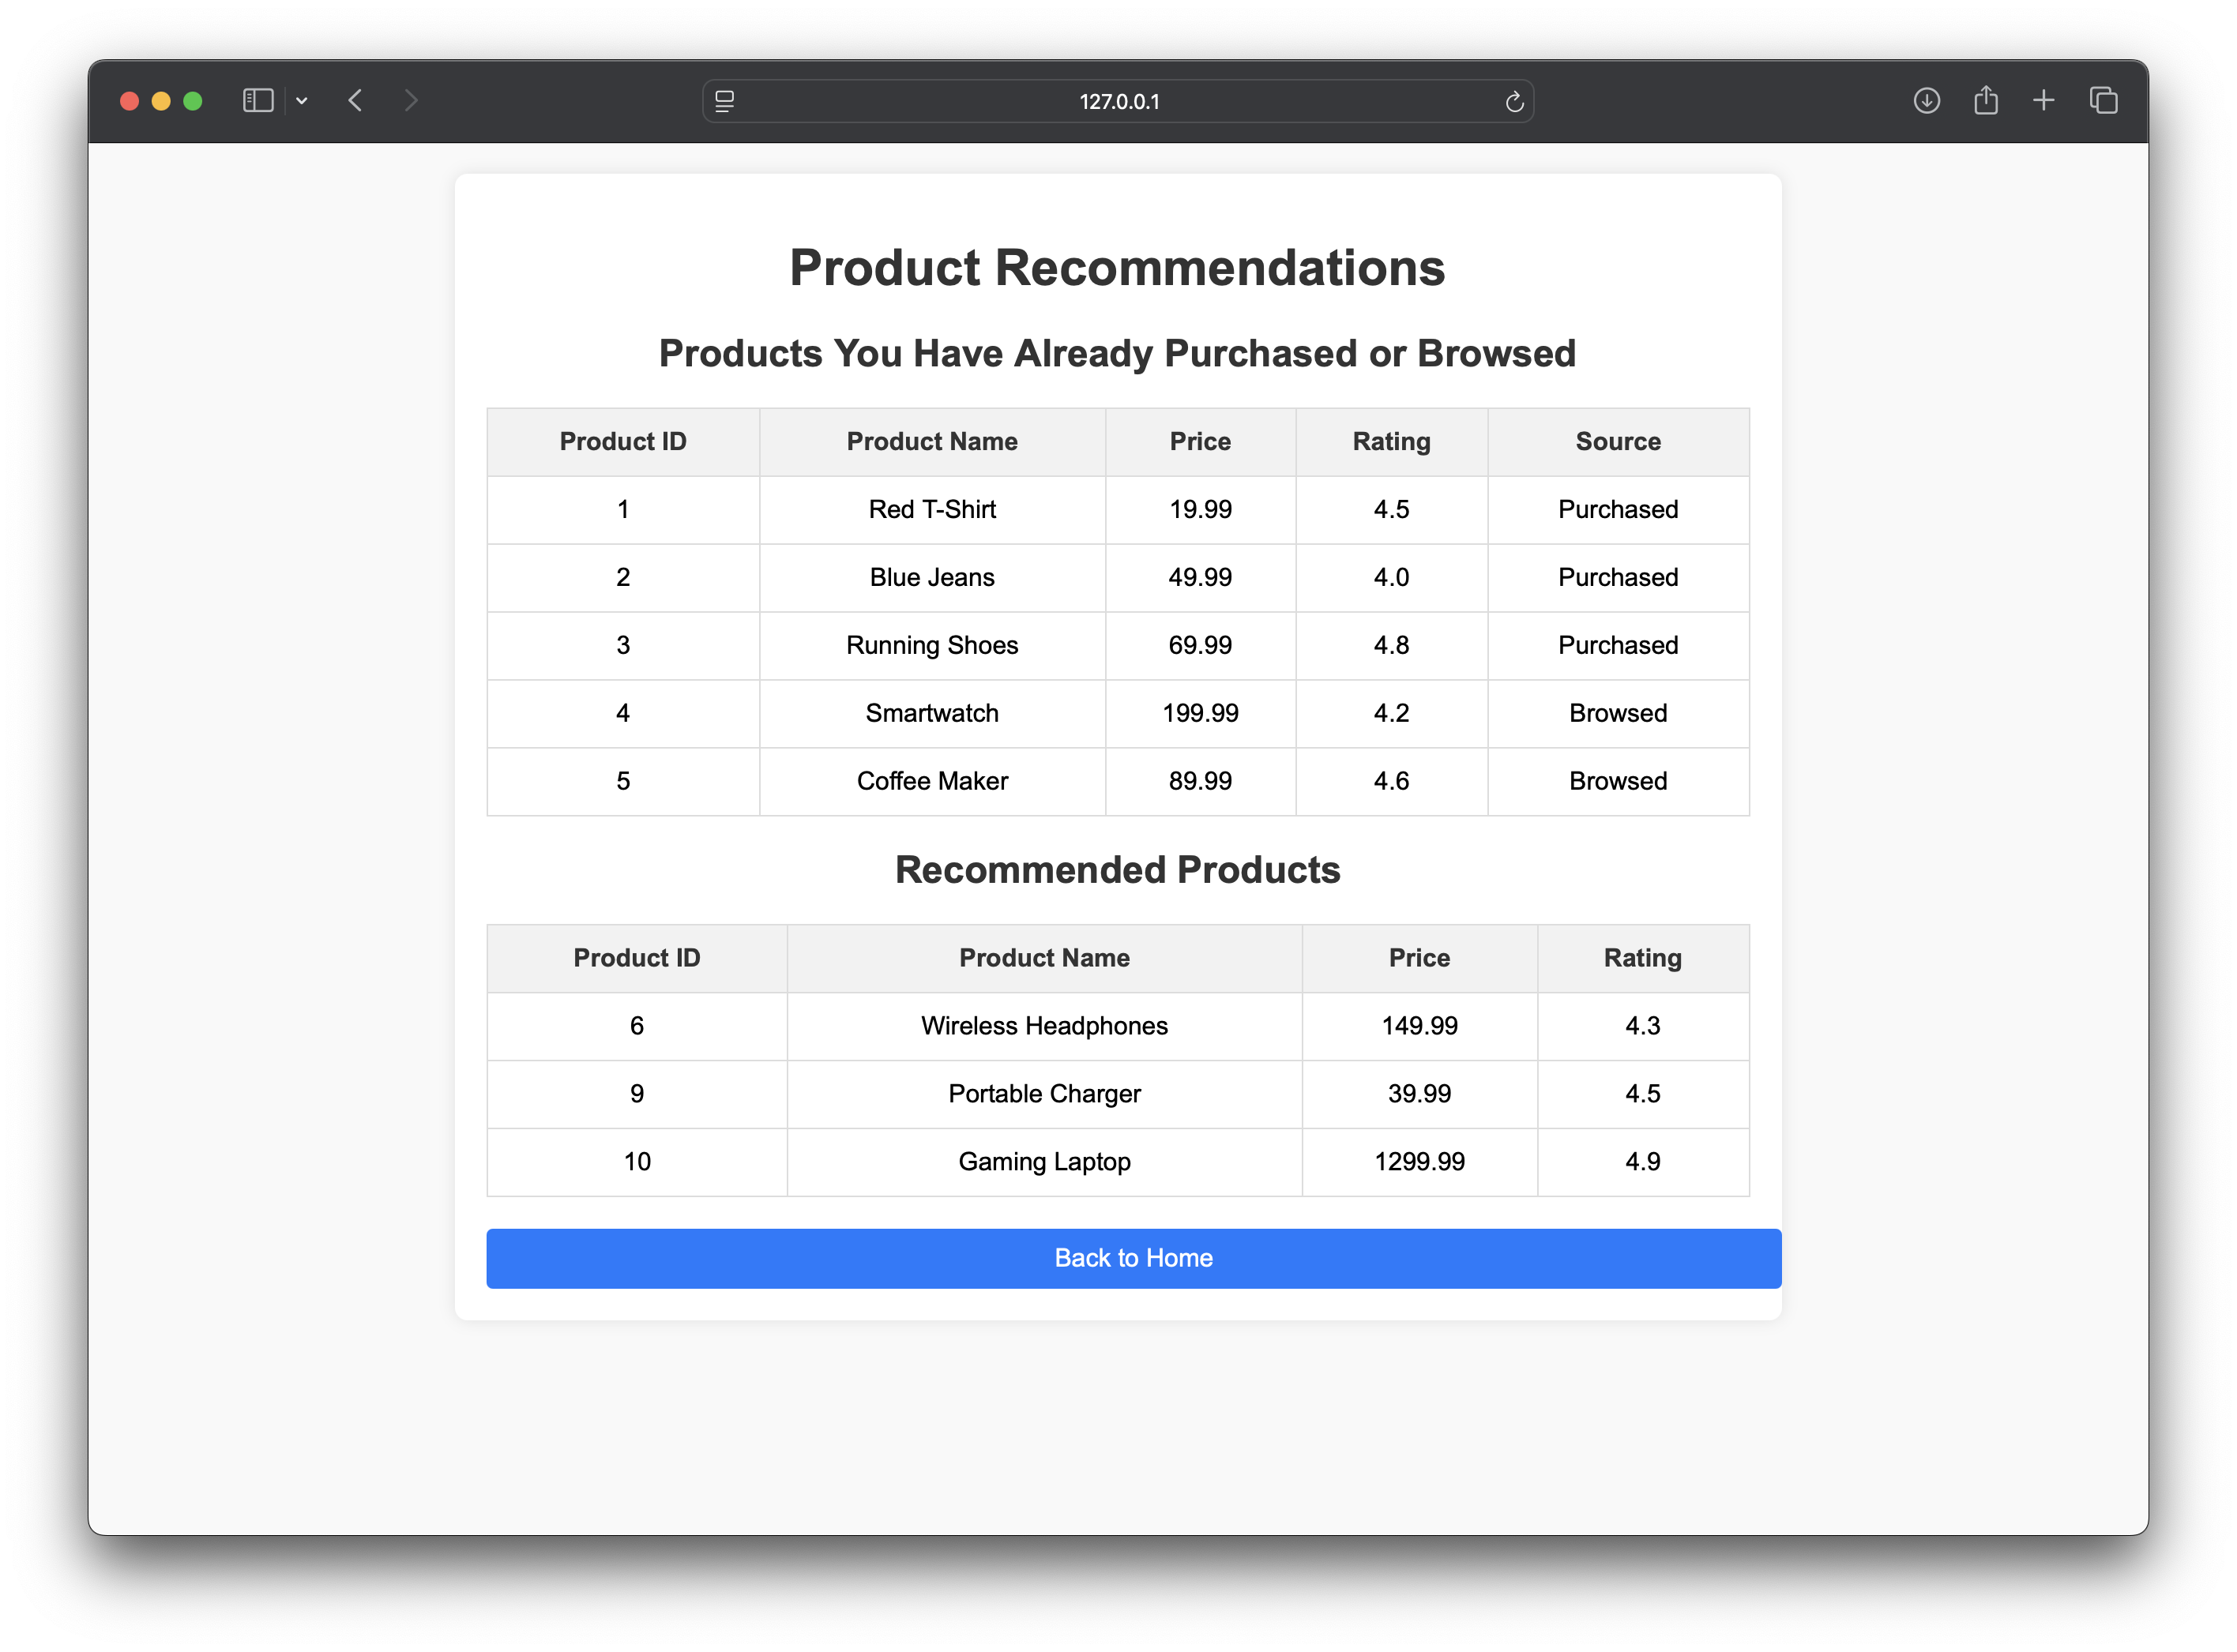 127.0.0.1
Product Recommendations
Products You Have Already Purchased or Browsed
Product ID Product Name Price Rating Source
1 Red T-Shirt 19.99 4.5 Purchased
2 Blue Jeans 49.99 4.0 Purchased
3 Running Shoes 69.99 4.8 Purchased
4 Smartwatch 199.99 4.2 Browsed
5 Coffee Maker 89.99 4.6 Browsed
Recommended Products
Product ID Product Name Price Rating
6 Wireless Headphones 149.99 4.3
9 Portable Charger 39.99 4.5
10 Gaming Laptop 1299.99 4.9
Back to Home